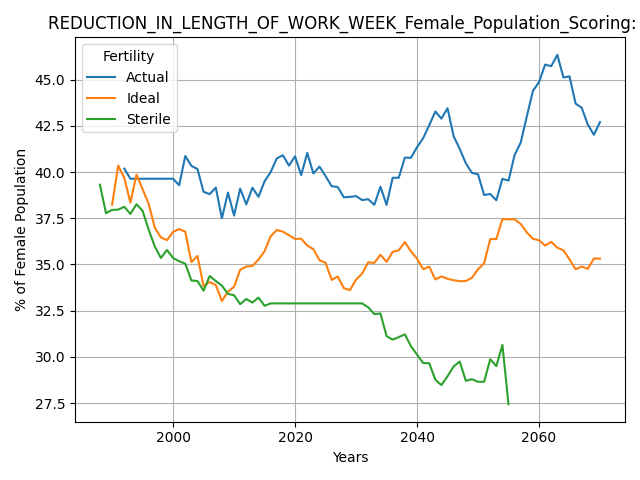 REDUCTION_IN_LENGTH_OF_WORK_WEEK_Female_Population_Scoring:
Fertility
Actual
Ideal
Sterile
% of Female Population
45.0
42.5
40.0
37.5
35.0
32.5
30.0
27.5
2000 2020 2040 2060
Years